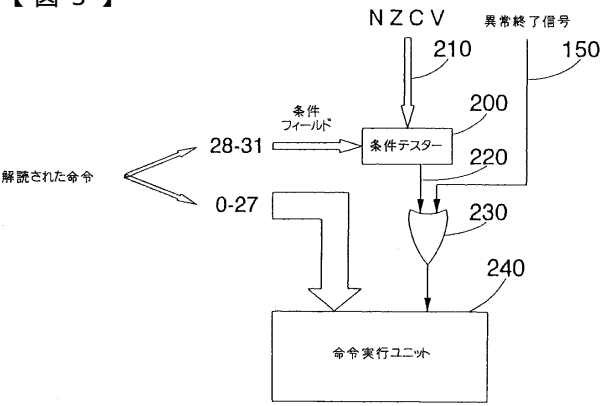 【 図 3 】
N Z C V
異常終了信号
210
150
条件
フィールド
200
28-31
条件テスター
解読された命令
220
0-27
230
240
命令実行ユニット